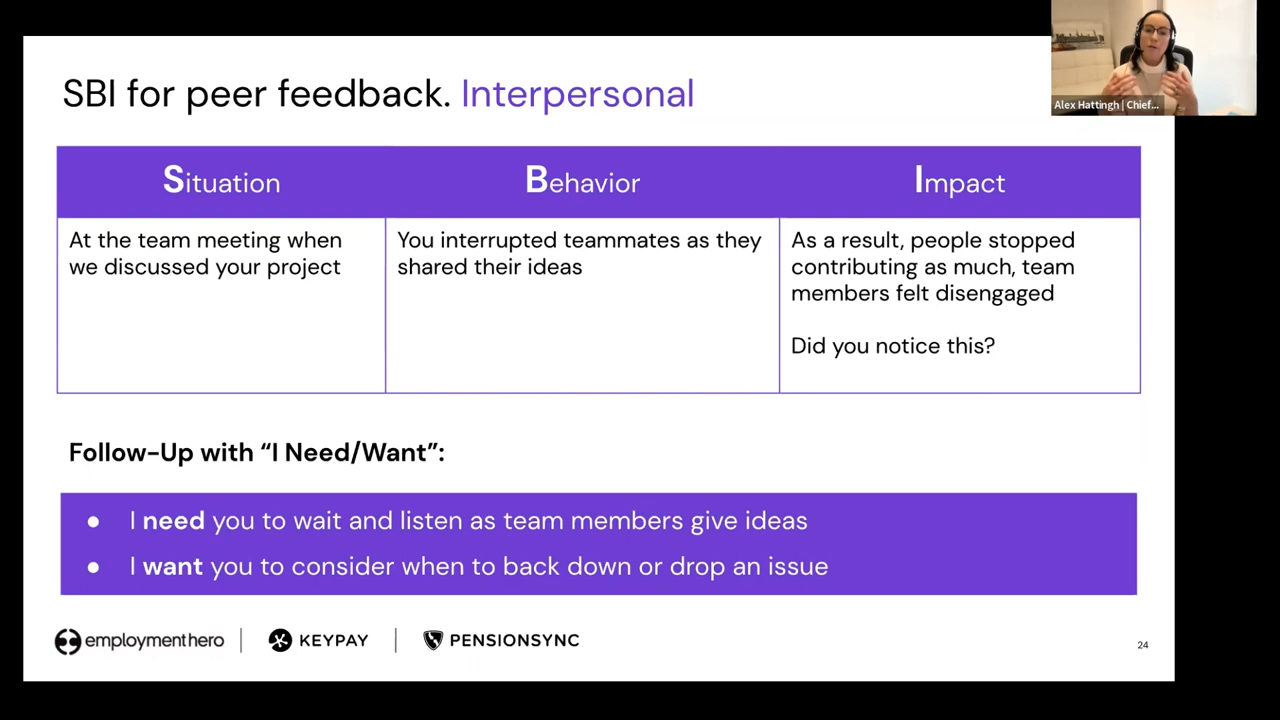 SBI for peer feedback. Interpersonal
Alex Hattingh | Chief...
Situation
Behavior
Impact
At the team meeting when
we discussed your project
You interrupted teammates as they
shared their ideas
As a result, people stopped
contributing as much, team
members felt disengaged
Did you notice this?
Follow-Up with “I Need/Want”:
● I need you to wait and listen as team members give ideas
● I want you to consider when to back down or drop an issue
employmenthero | KEYPAY | PENSIONSYNC
24